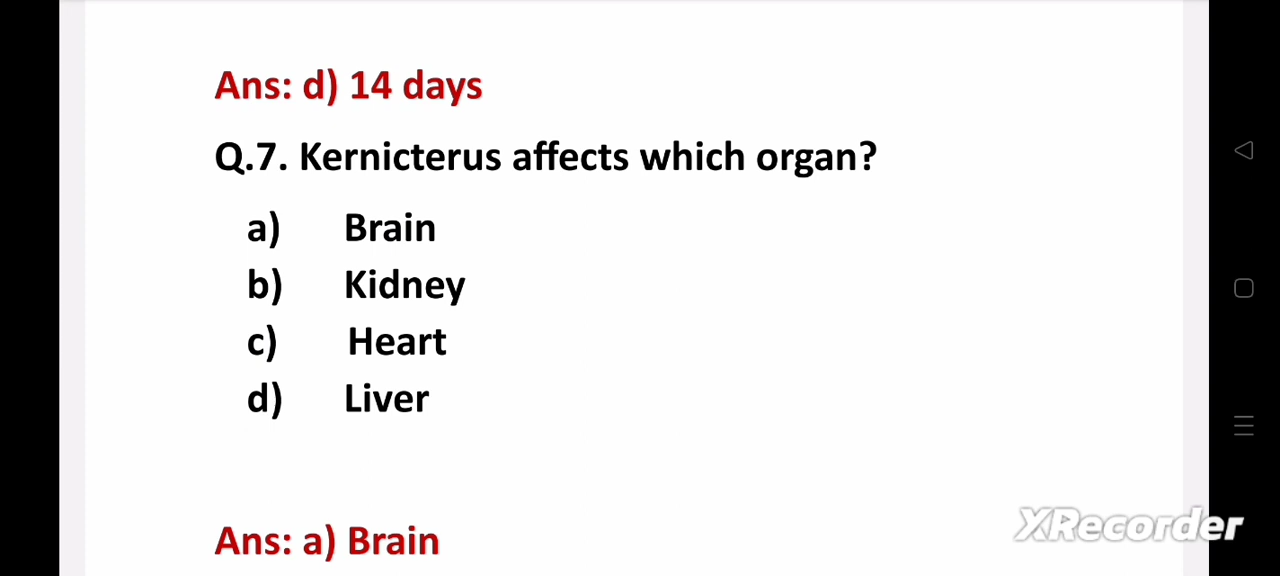 Ans: d) 14 days
Q.7. Kernicterus affects which organ?
a) Brain
b) Kidney
c) Heart
d) Liver
Ans: a) Brain
XRecorder